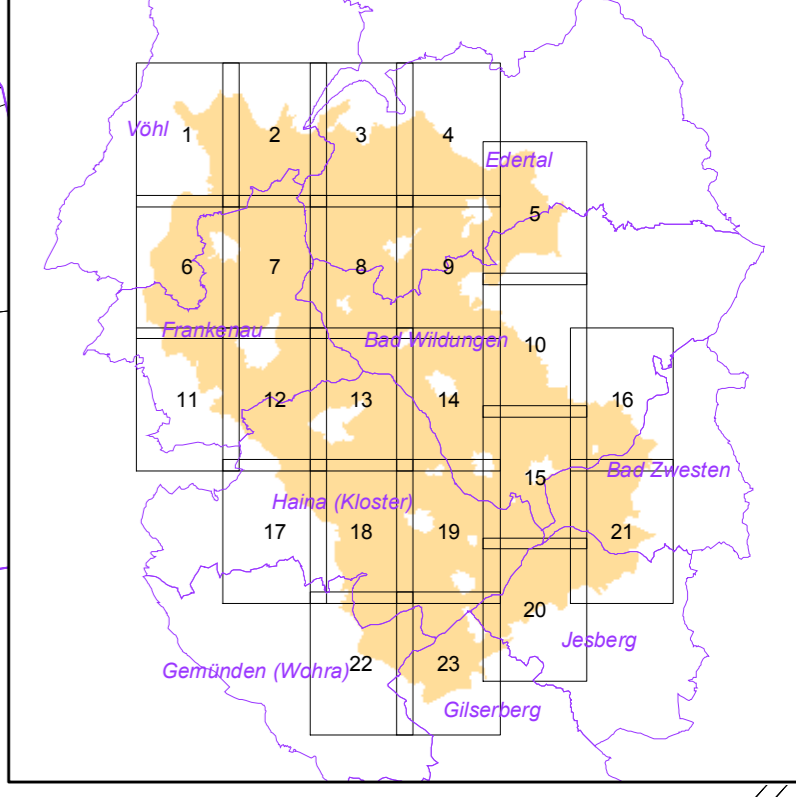 Vöhl
1
2
3
4
Edertal
5
6
7
8
9
Frankenau
Bad Wildungen
10
11
12
13
14
16
15
Bad Zwesten
Haina (Kloster)
17
18
19
21
20
Jesberg
Gemünden (Wohra)
22
23
Gilserberg